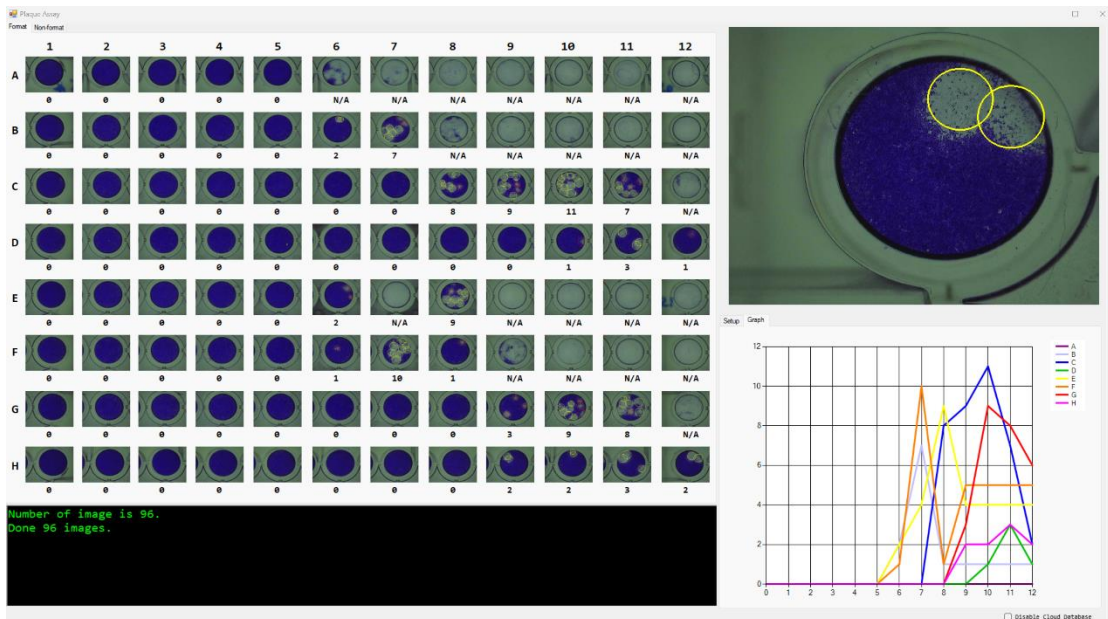 Plaque Assay
Format Non-format
1 2 3 4 5 6 7 8 9 10 11 12
A
0 0 0 0 0 N/A N/A N/A N/A N/A N/A N/A
B
0 0 0 0 0 2 7 N/A N/A N/A N/A N/A
C
0 0 0 0 0 0 0 8 9 11 7 N/A
D
0 0 0 0 0 0 0 0 0 1 3 1
E
0 0 0 0 0 2 N/A 9 N/A N/A N/A N/A
F
0 0 0 0 0 1 10 1 N/A N/A N/A N/A
G
0 0 0 0 0 0 0 0 3 9 8 N/A
H
0 0 0 0 0 0 0 0 2 2 3 2
Number of image is 96.
Done 96 images.
Setup Graph
12
10
8
6
4
2
0
0 1 2 3 4 5 6 7 8 9 10 11 12
A
B
C
D
E
F
G
H
Disable Cloud Database